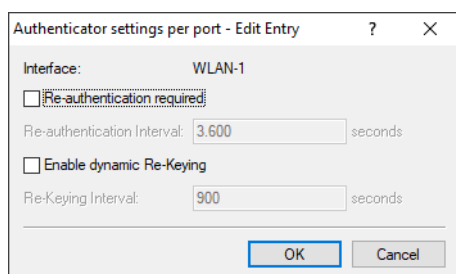 Authenticator settings per port - Edit Entry ? ×
Interface: WLAN-1
Re-authentication required
Re-authentication Interval: 3.600 seconds
Enable dynamic Re-Keying
Re-Keying Interval: 900 seconds
OK Cancel